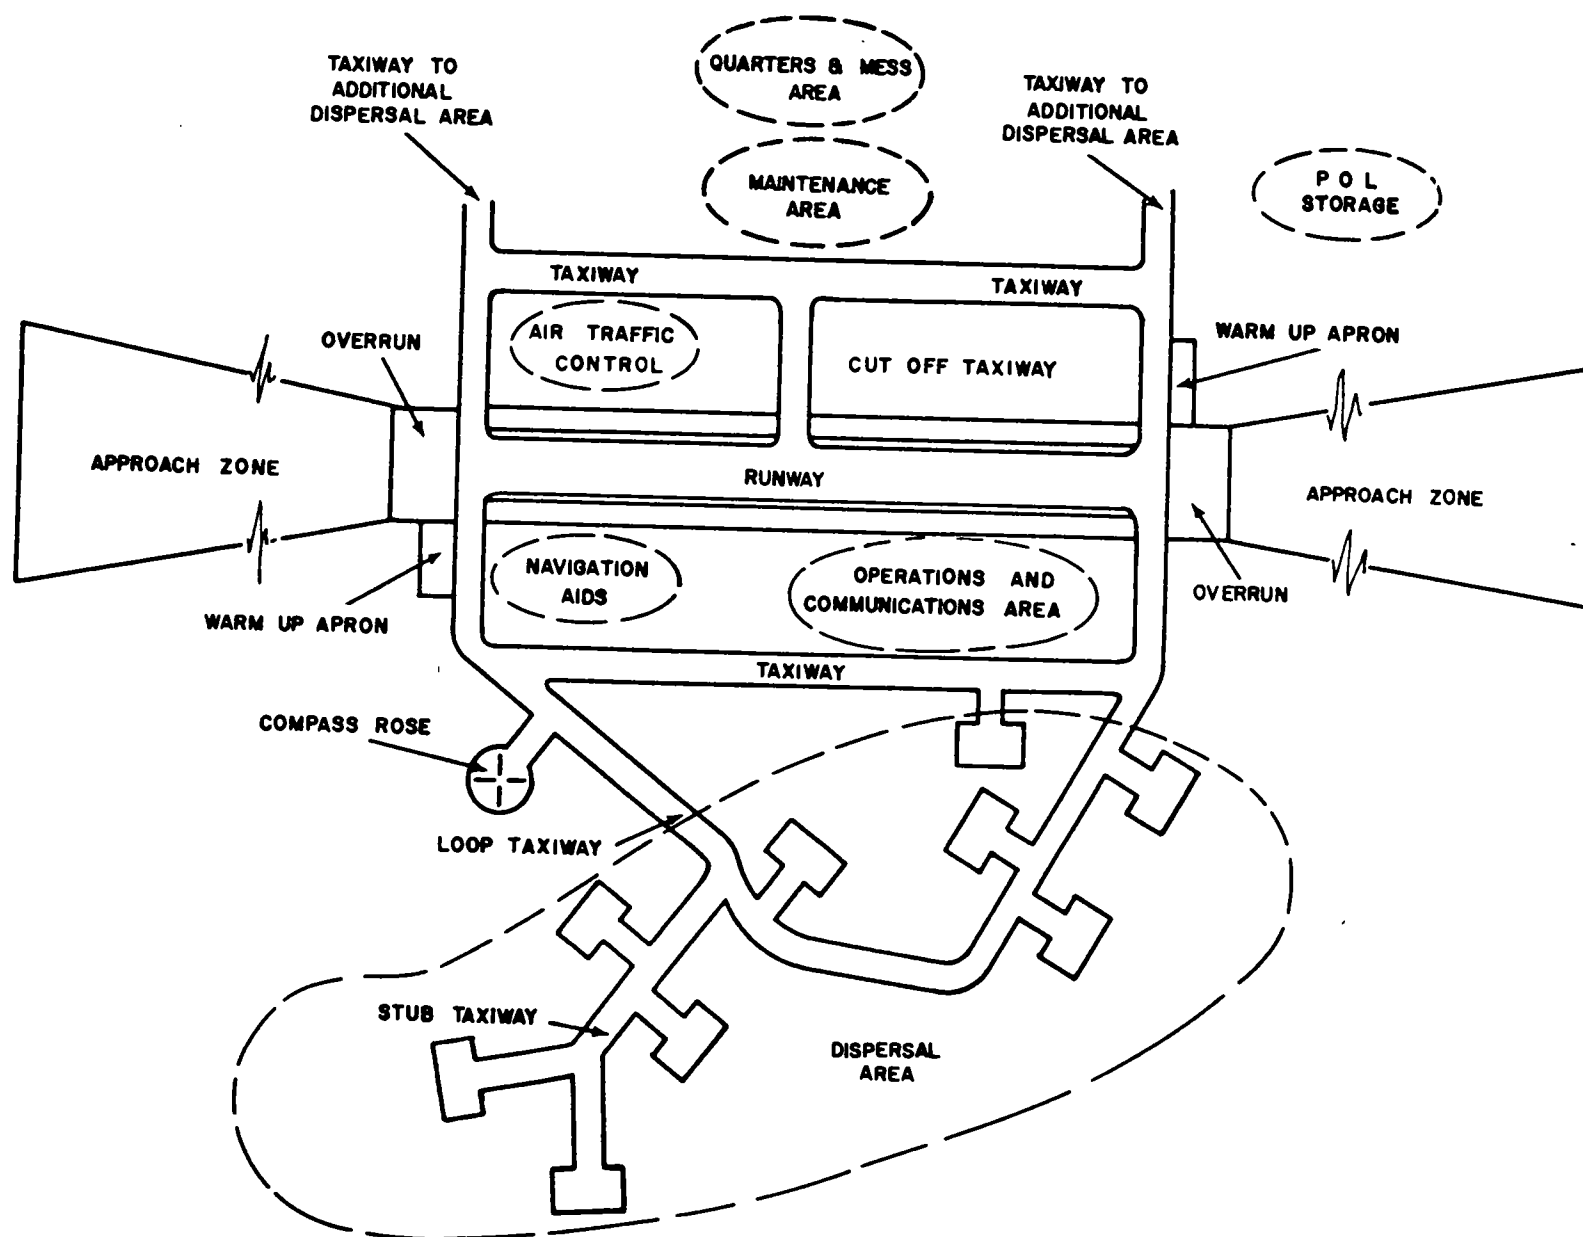 TAXIWAY TO
ADDITIONAL
DISPERSAL AREA
QUARTERS & MESS
AREA
TAXIWAY TO
ADDITIONAL
DISPERSAL AREA
MAINTENANCE
AREA
P O L
STORAGE
TAXIWAY
TAXIWAY
OVERRUN
AIR TRAFFIC
CONTROL
CUT OFF TAXIWAY
WARM UP APRON
APPROACH ZONE
RUNWAY
APPROACH ZONE
NAVIGATION
AIDS
OPERATIONS AND
COMMUNICATIONS AREA
OVERRUN
WARM UP APRON
TAXIWAY
COMPASS ROSE
LOOP TAXIWAY
STUB TAXIWAY
DISPERSAL
AREA